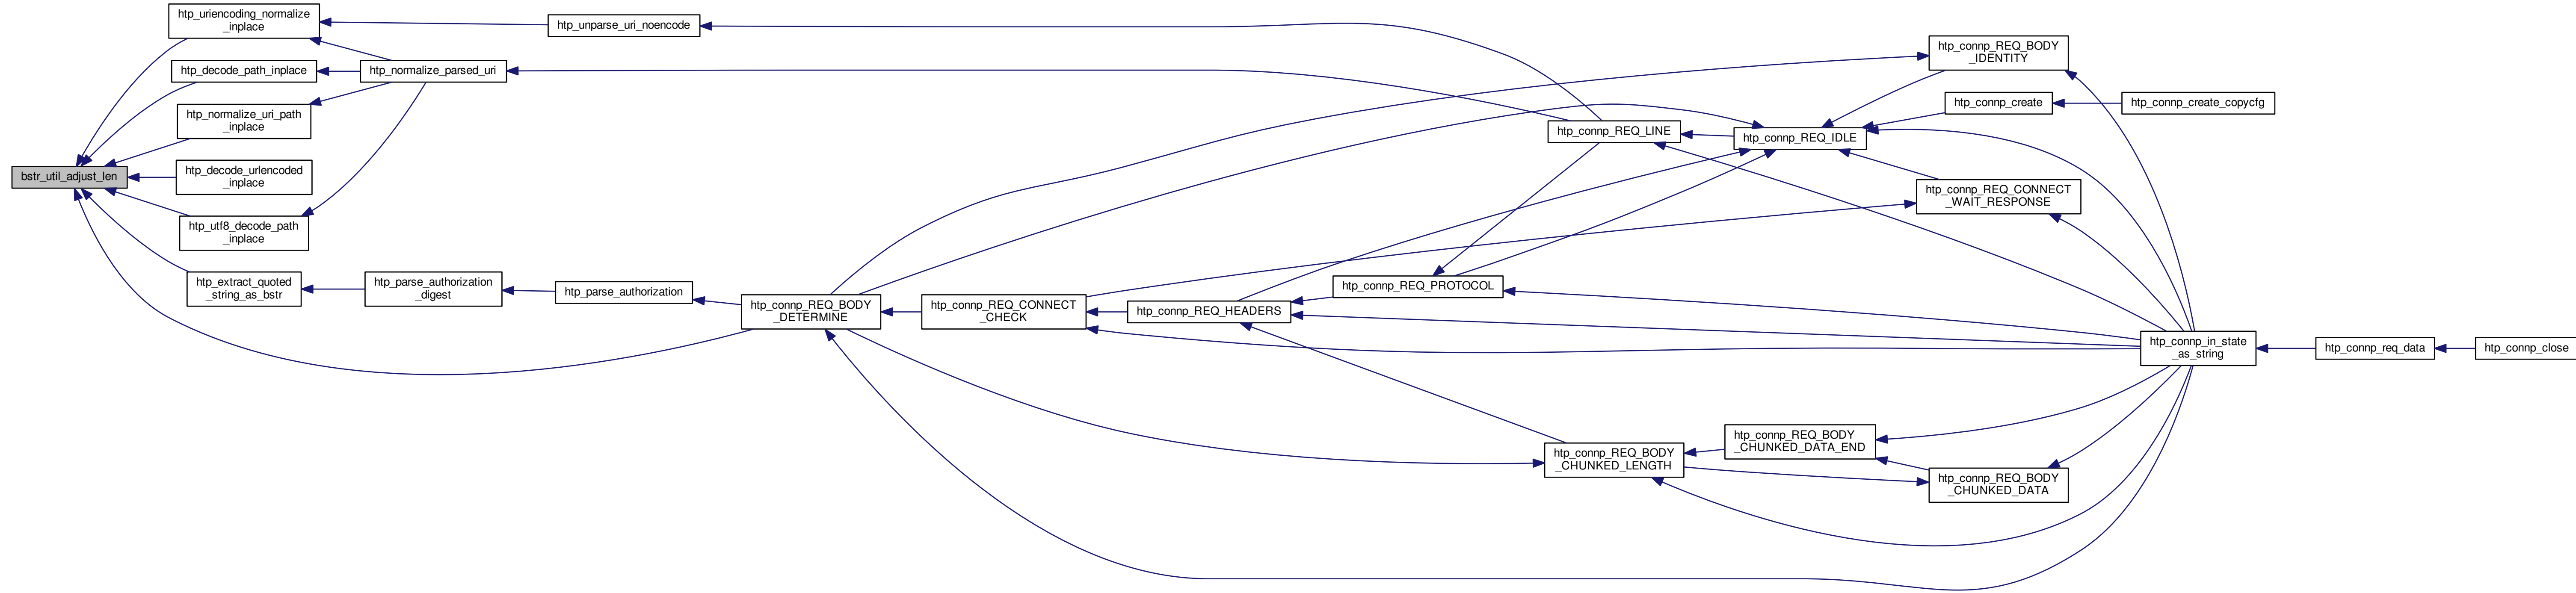 bstr_util_adjust_len
htp_uriencoding_normalize
_inplace
htp_decode_path_inplace
htp_normalize_uri_path
_inplace
htp_decode_urlencoded
_inplace
htp_utf8_decode_path
_inplace
htp_extract_quoted
_string_as_bstr
htp_unparse_uri_noencode
htp_normalize_parsed_uri
htp_parse_authorization
_digest
htp_parse_authorization
htp_connp_REQ_BODY
_DETERMINE
htp_connp_REQ_CONNECT
_CHECK
htp_connp_REQ_HEADERS
htp_connp_REQ_PROTOCOL
htp_connp_REQ_LINE
htp_connp_REQ_IDLE
htp_connp_REQ_BODY
_IDENTITY
htp_connp_create
htp_connp_create_copycfg
htp_connp_REQ_CONNECT
_WAIT_RESPONSE
htp_connp_REQ_BODY
_CHUNKED_LENGTH
htp_connp_REQ_BODY
_CHUNKED_DATA_END
htp_connp_REQ_BODY
_CHUNKED_DATA
htp_connp_in_state
_as_string
htp_connp_req_data
htp_connp_close